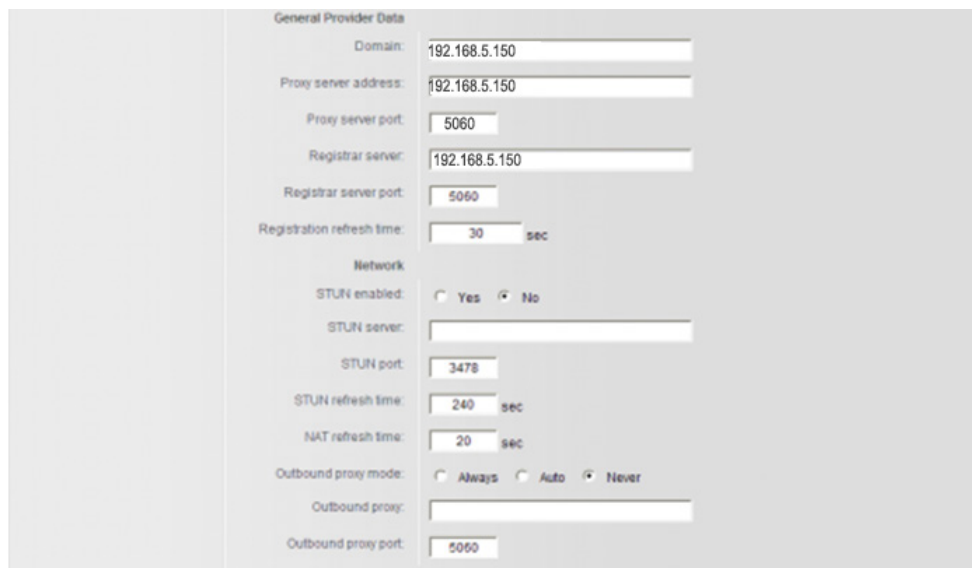 General Provider Data
Domain: 192.168.5.150
Proxy server address: 192.168.5.150
Proxy server port: 5060
Registrar server: 192.168.5.150
Registrar server port: 5060
Registration refresh time: 30 sec
Network
STUN enabled: Yes No
STUN server:
STUN port: 3478
STUN refresh time: 240 sec
NAT refresh time: 20 sec
Outbound proxy mode: Always Auto Never
Outbound proxy:
Outbound proxy port: 5060